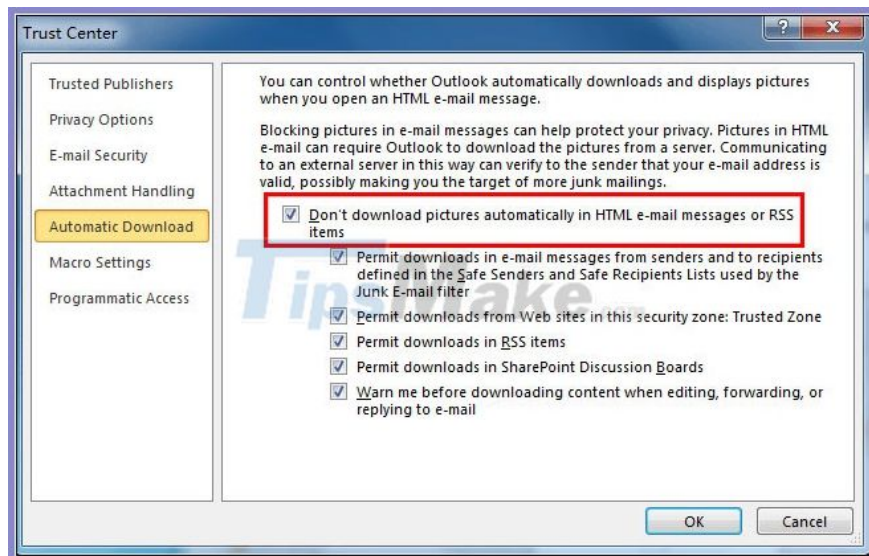 Trust Center
Trusted Publishers
Privacy Options
E-mail Security
Attachment Handling
Automatic Download
Macro Settings
Programmatic Access
You can control whether Outlook automatically downloads and displays pictures
when you open an HTML e-mail message.
Blocking pictures in e-mail messages can help protect your privacy. Pictures in HTML
e-mail can require Outlook to download the pictures from a server. Communicating
to an external server in this way can verify to the sender that your e-mail address is
valid, possibly making you the target of more junk mailings.
Don't download pictures automatically in HTML e-mail messages or RSS
items
Permit downloads in e-mail messages from senders and to recipients
defined in the Safe Senders and Safe Recipients Lists used by the
Junk E-mail filter
Permit downloads from Web sites in this security zone: Trusted Zone
Permit downloads in RSS items
Permit downloads in SharePoint Discussion Boards
Warn me before downloading content when editing, forwarding, or
replying to e-mail
TipsMake.com
OK
Cancel